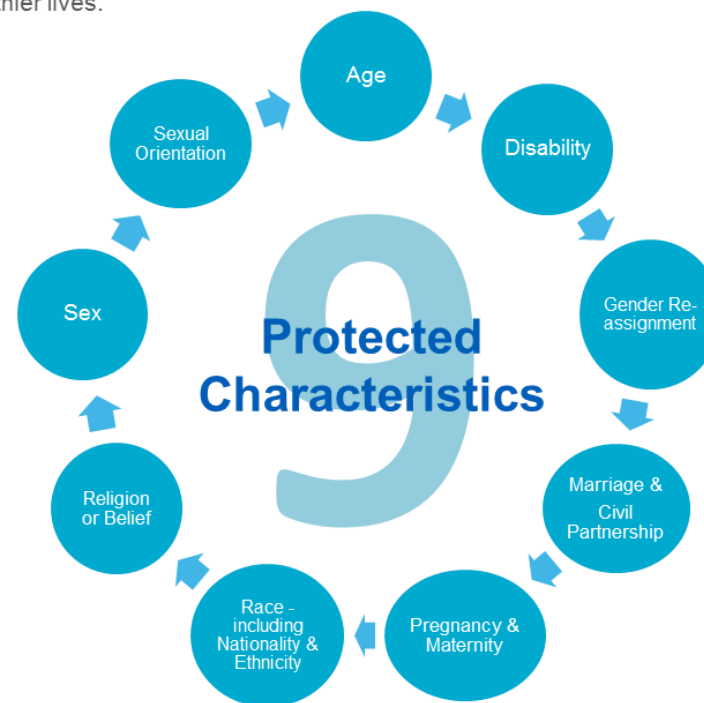 lives.
Age
Disability
Gender Re-
assignment
Marriage &
Civil
Partnership
Pregnancy &
Maternity
Race -
including
Nationality &
Ethnicity
Religion
or Belief
Sex
Sexual
Orientation
9
Protected
Characteristics